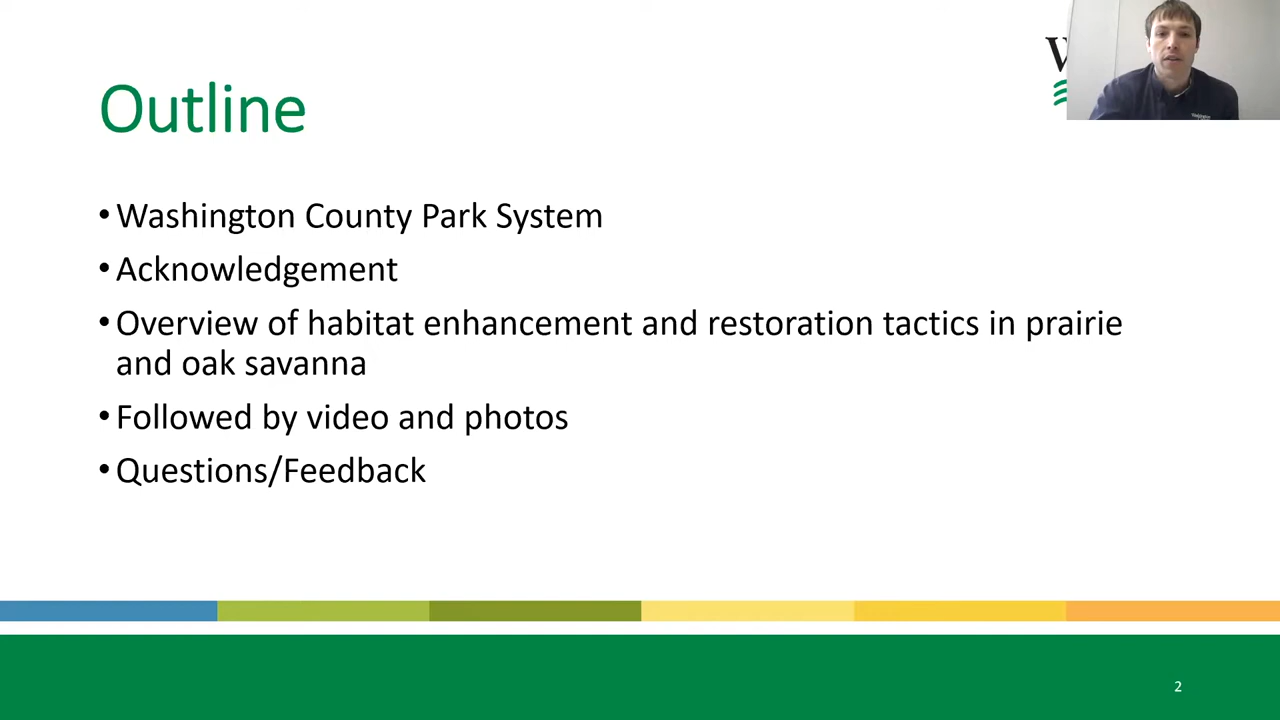 Outline
• Washington County Park System
• Acknowledgement
• Overview of habitat enhancement and restoration tactics in prairie
and oak savanna
• Followed by video and photos
• Questions/Feedback
2